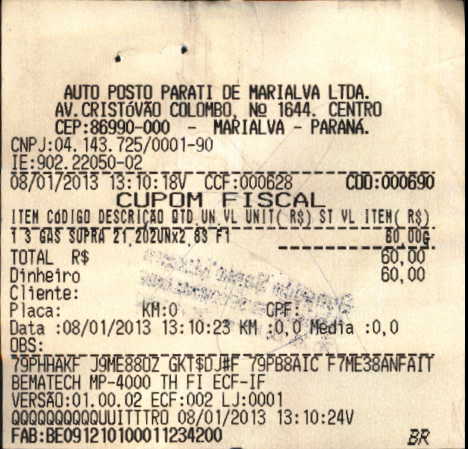 AUTO POSTO PARATI DE MARIALVA LTDA.
AV.CRISTóVÃO COLOMBO, Nº 1644. CENTRO
CEP:86990-000 - MARIALVA - PARANÁ.
CNPJ:04.143.725/0001-90
IE:902.22050-02
08/01/2013 13:10:18V CCF:000628 COO:000690
CUPOM FISCAL
ITEM CóDIGO DESCRIÇÃO QTD UN VL UNIT( R$) ST VL ITEM( R$)
1 3 GAS SUPRA 21,202UNx2,83 F1 60,00G
TOTAL R$ 60,00
Dinheiro 60,00
Cliente:
Placa: KM:0 CPF:
Data :08/01/2013 13:10:23 KM :0,0 Media :0,0
OBS:
79PHHAKF J9ME88DZ GKT$DJ#F 79PB8AIC F7ME38ANFAIT
BEMATECH MP-4000 TH FI ECF-IF
VERSÃO:01.00.02 ECF:002 LJ:0001
QQQQQQQQQQUUITTTRO 08/01/2013 13:10:24V
FAB:BE091210100011234200 BR